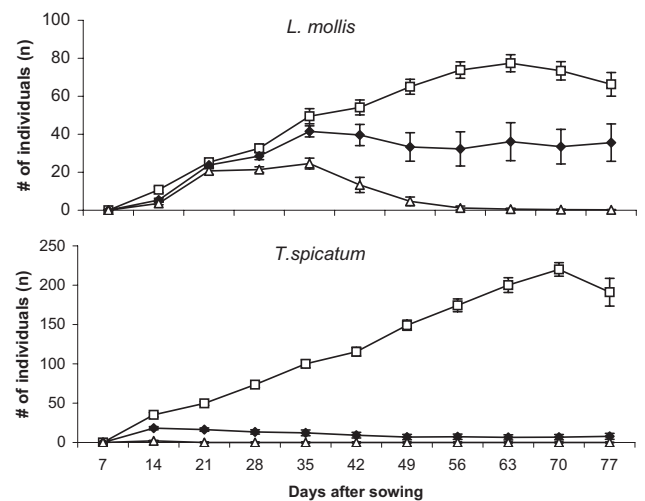 L. mollis
# of individuals (n)
100
80
60
40
20
0
T.spicatum
# of individuals (n)
250
200
150
100
50
0
7 14 21 28 35 42 49 56 63 70 77
Days after sowing